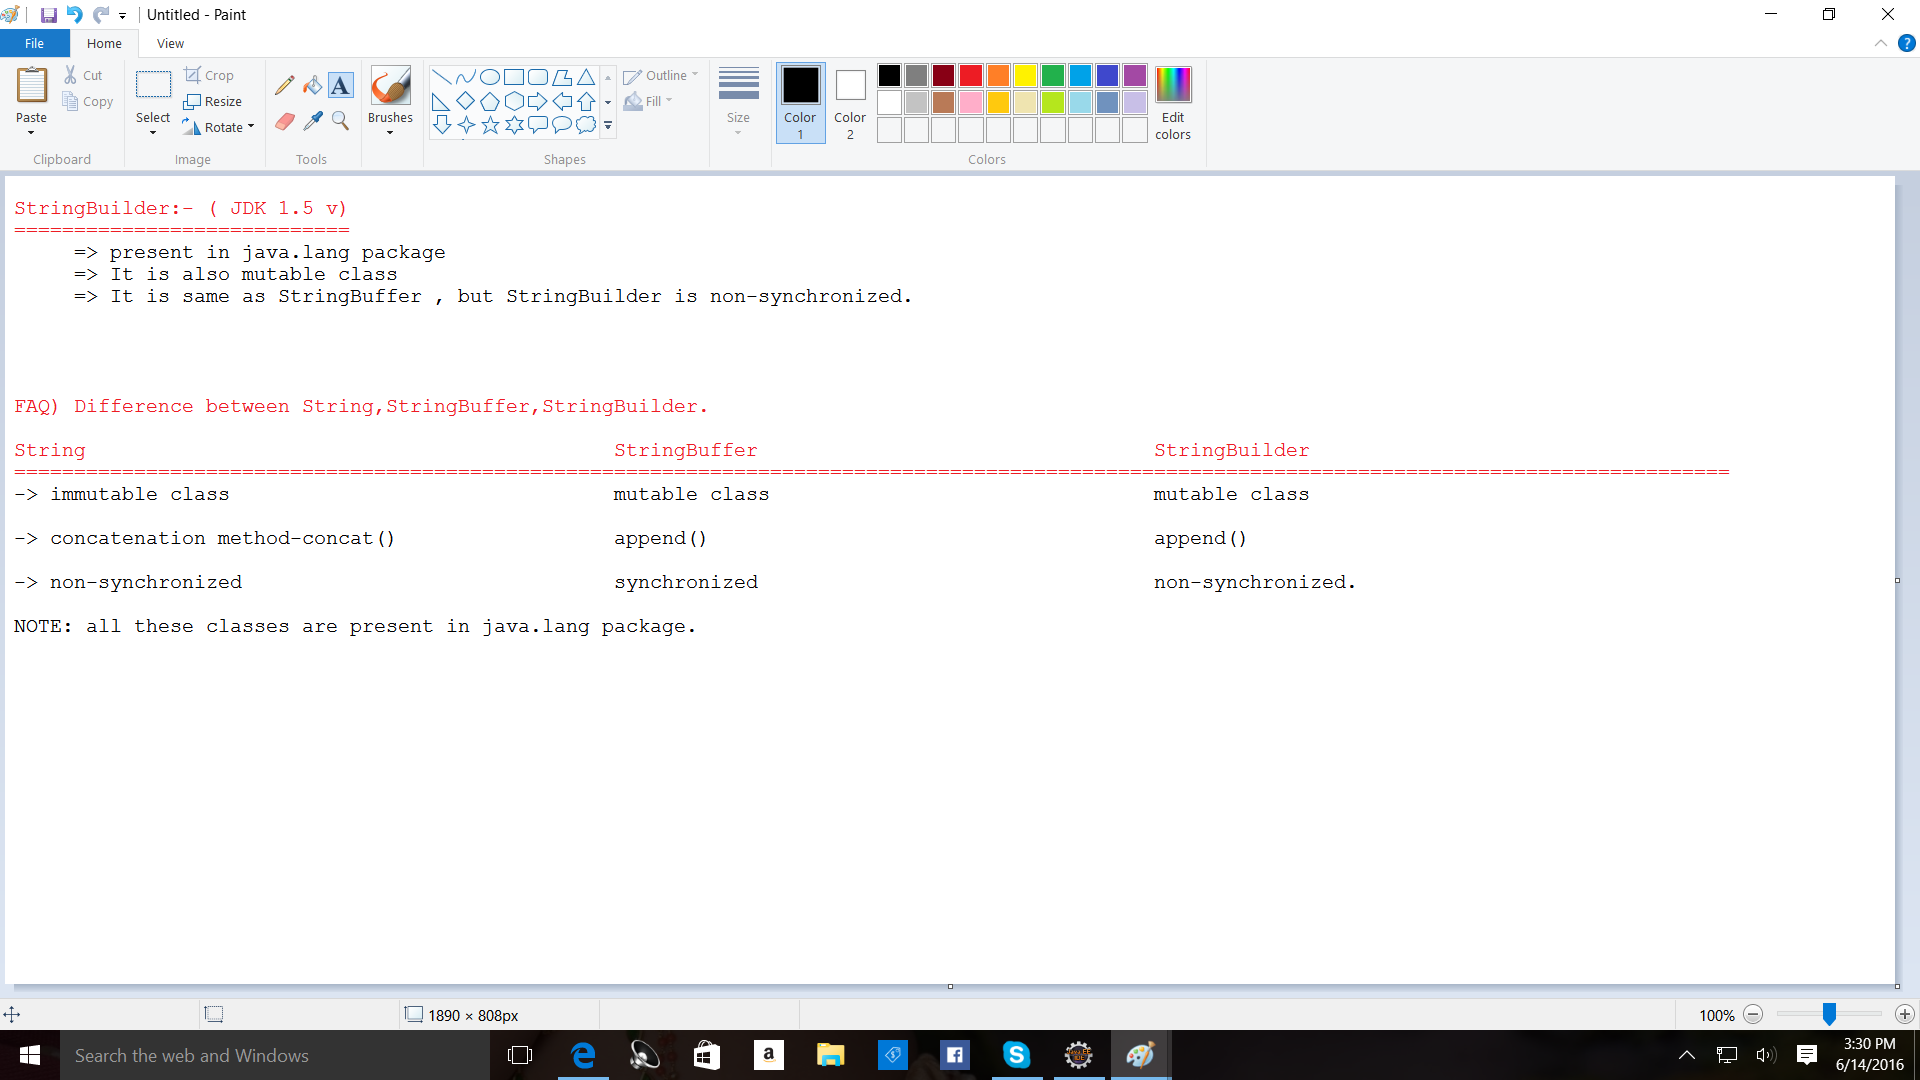 Untitled - Paint
File Home View
Paste Cut Copy Clipboard
Select Crop Resize Rotate Image
Tools
Brushes
Shapes
Outline Fill
Size
Color 1 Color 2 Edit colors
Colors
StringBuilder:- ( JDK 1.5 v)
============================
=> present in java.lang package
=> It is also mutable class
=> It is same as StringBuffer , but StringBuilder is non-synchronized.
FAQ) Difference between String,StringBuffer,StringBuilder.
String StringBuffer StringBuilder
===============================================================================================================================================
-> immutable class mutable class mutable class
-> concatenation method-concat() append() append()
-> non-synchronized synchronized non-synchronized.
NOTE: all these classes are present in java.lang package.
1890 × 808px 100%
Search the web and Windows
3:30 PM
6/14/2016